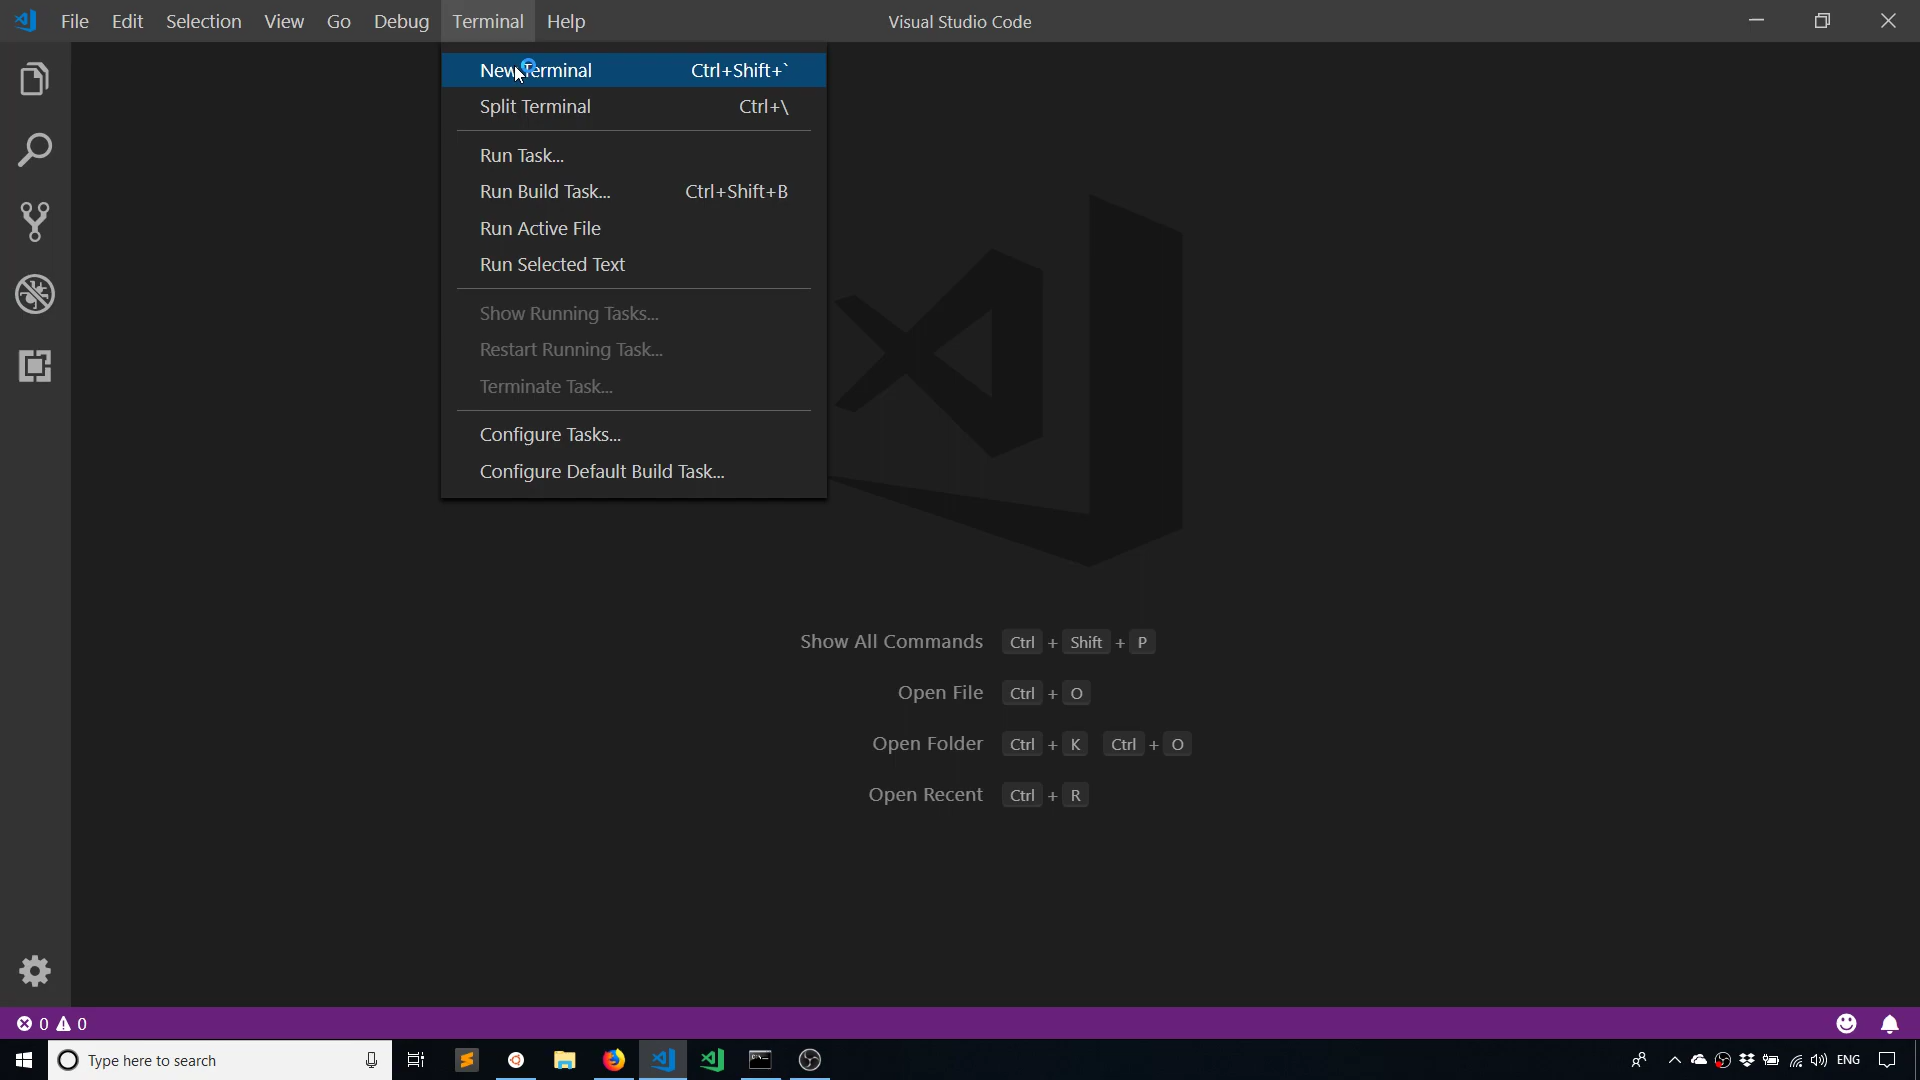 File Edit Selection View Go Debug Terminal Help Visual Studio Code
New Terminal Ctrl+Shift+`
Split Terminal Ctrl+\
Run Task...
Run Build Task... Ctrl+Shift+B
Run Active File
Run Selected Text
Show Running Tasks...
Restart Running Task...
Terminate Task...
Configure Tasks...
Configure Default Build Task...
Show All Commands Ctrl + Shift + P
Open File Ctrl + O
Open Folder Ctrl + K Ctrl + O
Open Recent Ctrl + R
0 0
Type here to search ENG